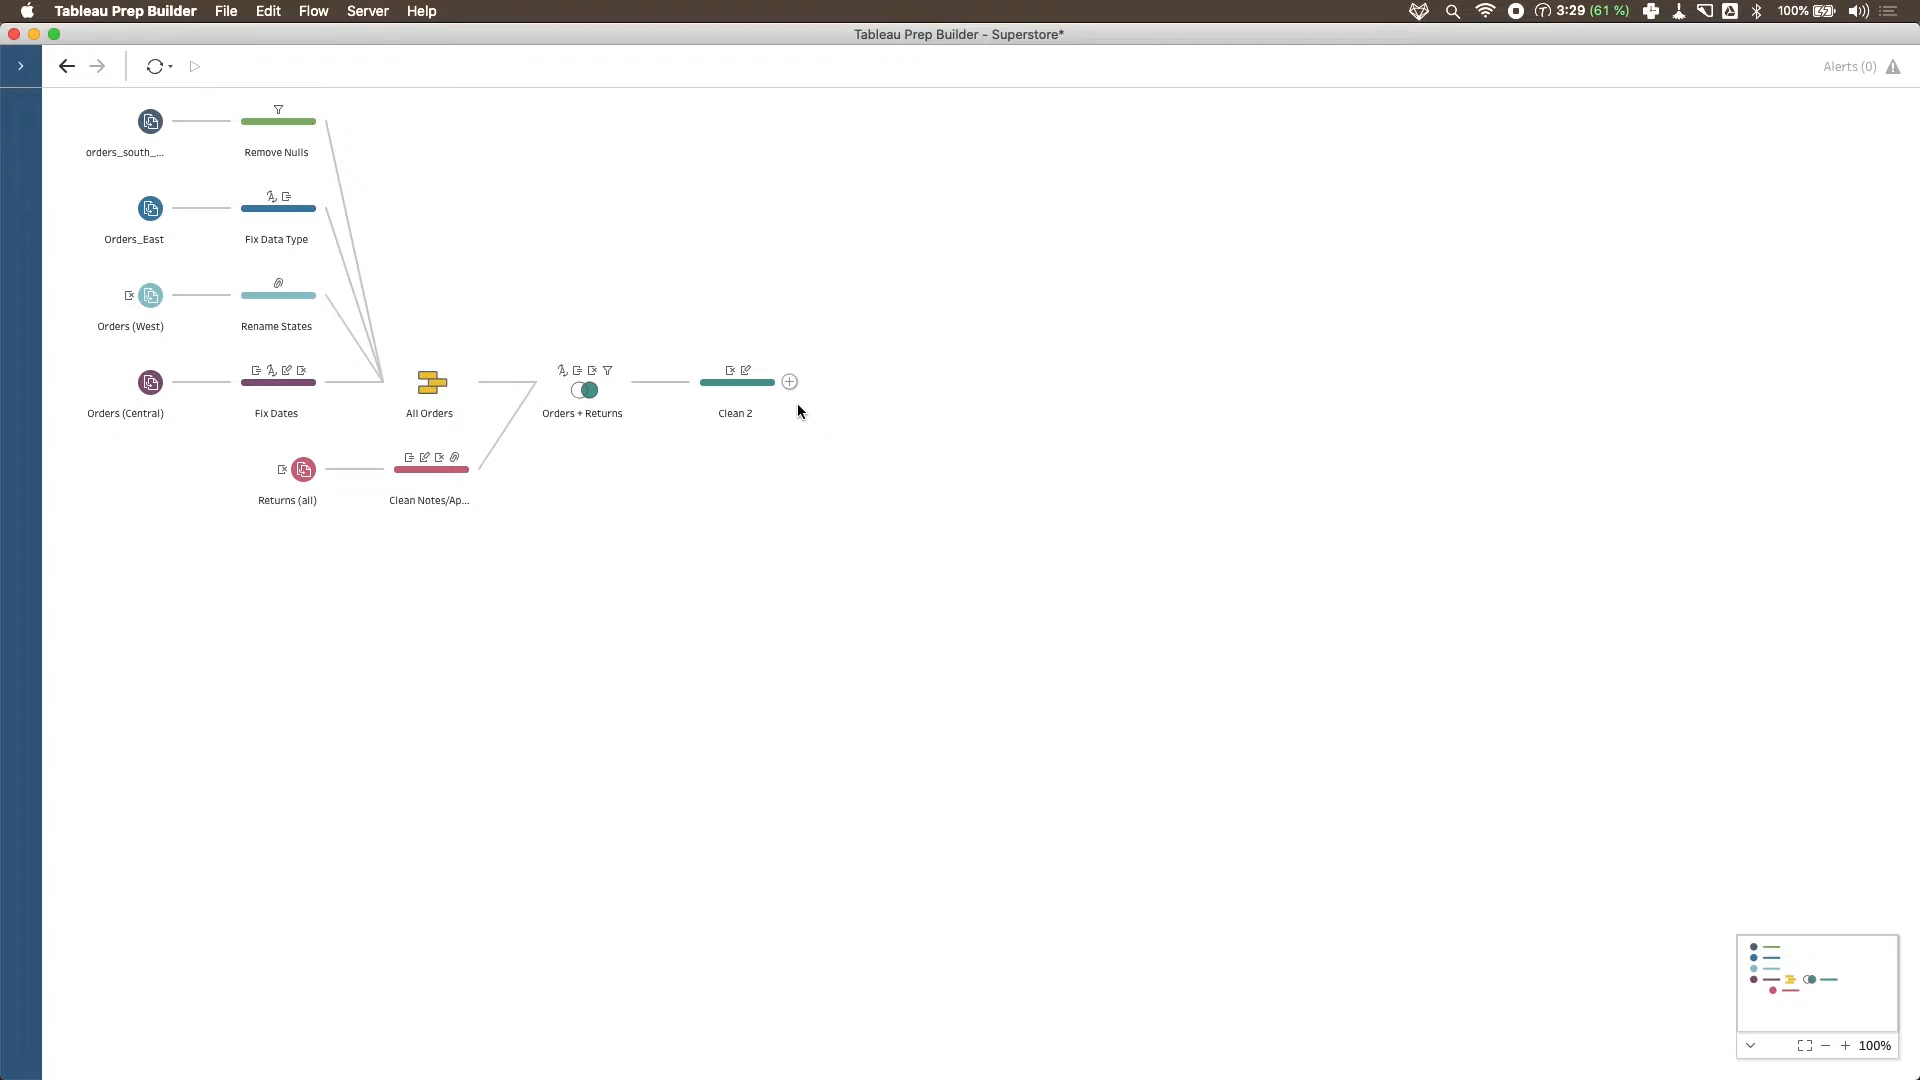 Tableau Prep Builder File Edit Flow Server Help 3:29 (61 %) 100%
Tableau Prep Builder - Superstore*
Alerts (0)
orders_south_... Remove Nulls
Orders_East Fix Data Type
Orders (West) Rename States
Orders (Central) Fix Dates All Orders Orders + Returns Clean 2
Returns (all) Clean Notes/Ap...
100%